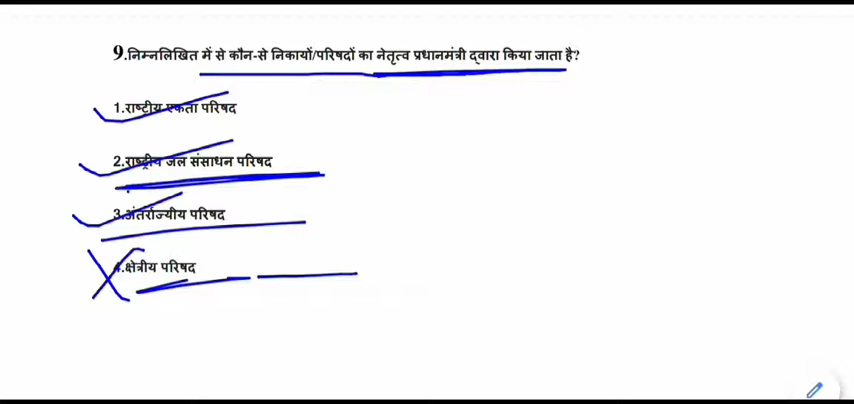 9.निम्नलिखित में से कौन-से निकायों/परिषदों का नेतृत्व प्रधानमंत्री द्वारा किया जाता है?
1.राष्ट्रीय एकता परिषद
2.राष्ट्रीय जल संसाधन परिषद
3.अंतर्राज्यीय परिषद
4.क्षेत्रीय परिषद